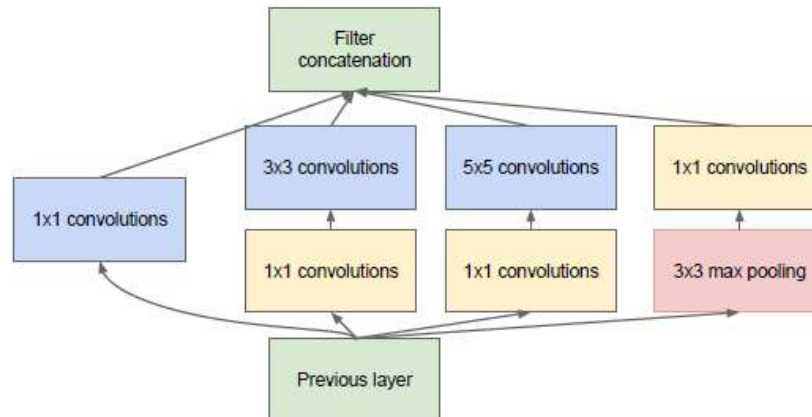 Filter
concatenation
3x3 convolutions
5x5 convolutions
1x1 convolutions
1x1 convolutions
1x1 convolutions
1x1 convolutions
3x3 max pooling
Previous layer